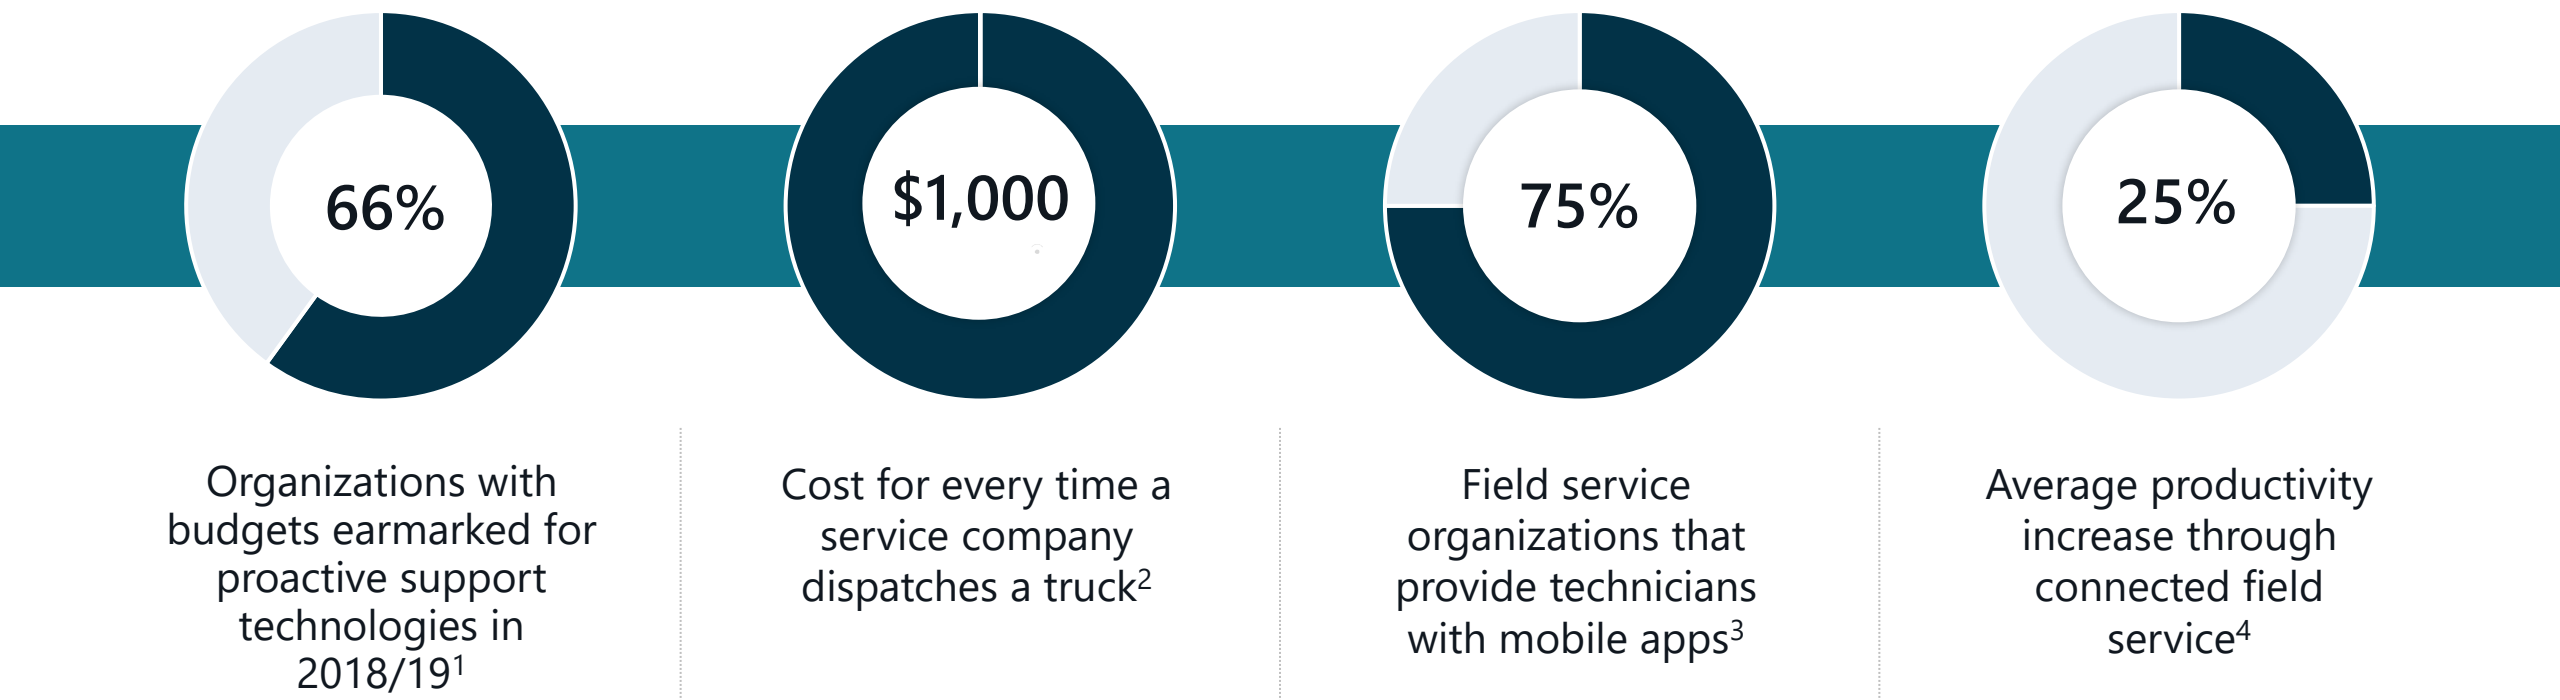 66%
Organizations with
budgets earmarked for
proactive support
technologies in
2018/19¹
$1,000
Cost for every time a
service company
dispatches a truck²
75%
Field service
organizations that
provide technicians
with mobile apps³
25%
Average productivity
increase through
connected field
service⁴